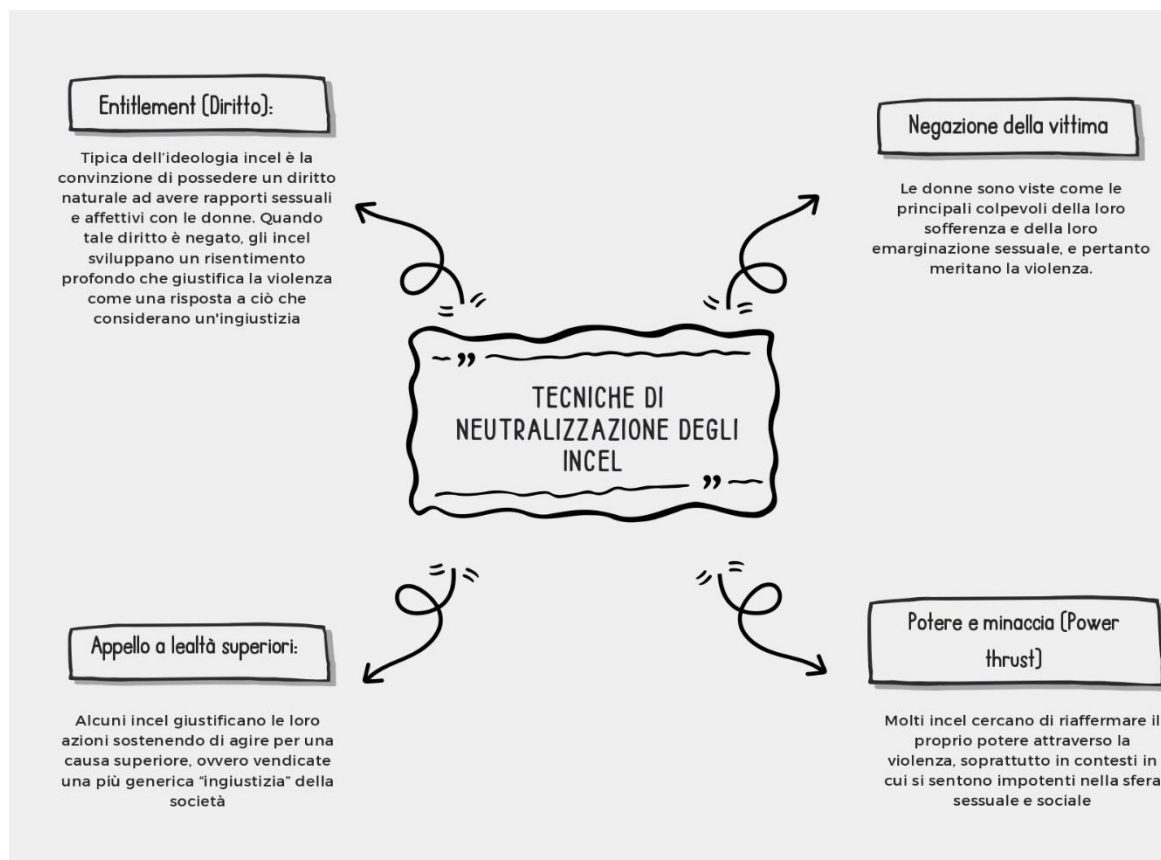 Entitlement (Diritto):
Tipica dell'ideologia incel è la
convinzione di possedere un diritto
naturale ad avere rapporti sessuali
e affettivi con le donne. Quando
tale diritto è negato, gli incel
sviluppano un risentimento
profondo che giustifica la violenza
come una risposta a ciò che
considerano un'ingiustizia
Negazione della vittima
Le donne sono viste come le
principali colpevoli della loro
sofferenza e della loro
emarginazione sessuale, e pertanto
meritano la violenza.
TECNICHE DI
NEUTRALIZZAZIONE DEGLI
INCEL
Appello a lealtà superiori:
Alcuni incel giustificano le loro
azioni sostenendo di agire per una
causa superiore, ovvero vendicate
una più generica “ingiustizia” della
società
Potere e minaccia (Power
thrust)
Molti incel cercano di riaffermare il
proprio potere attraverso la
violenza, soprattutto in contesti in
cui si sentono impotenti nella sfera
sessuale e sociale